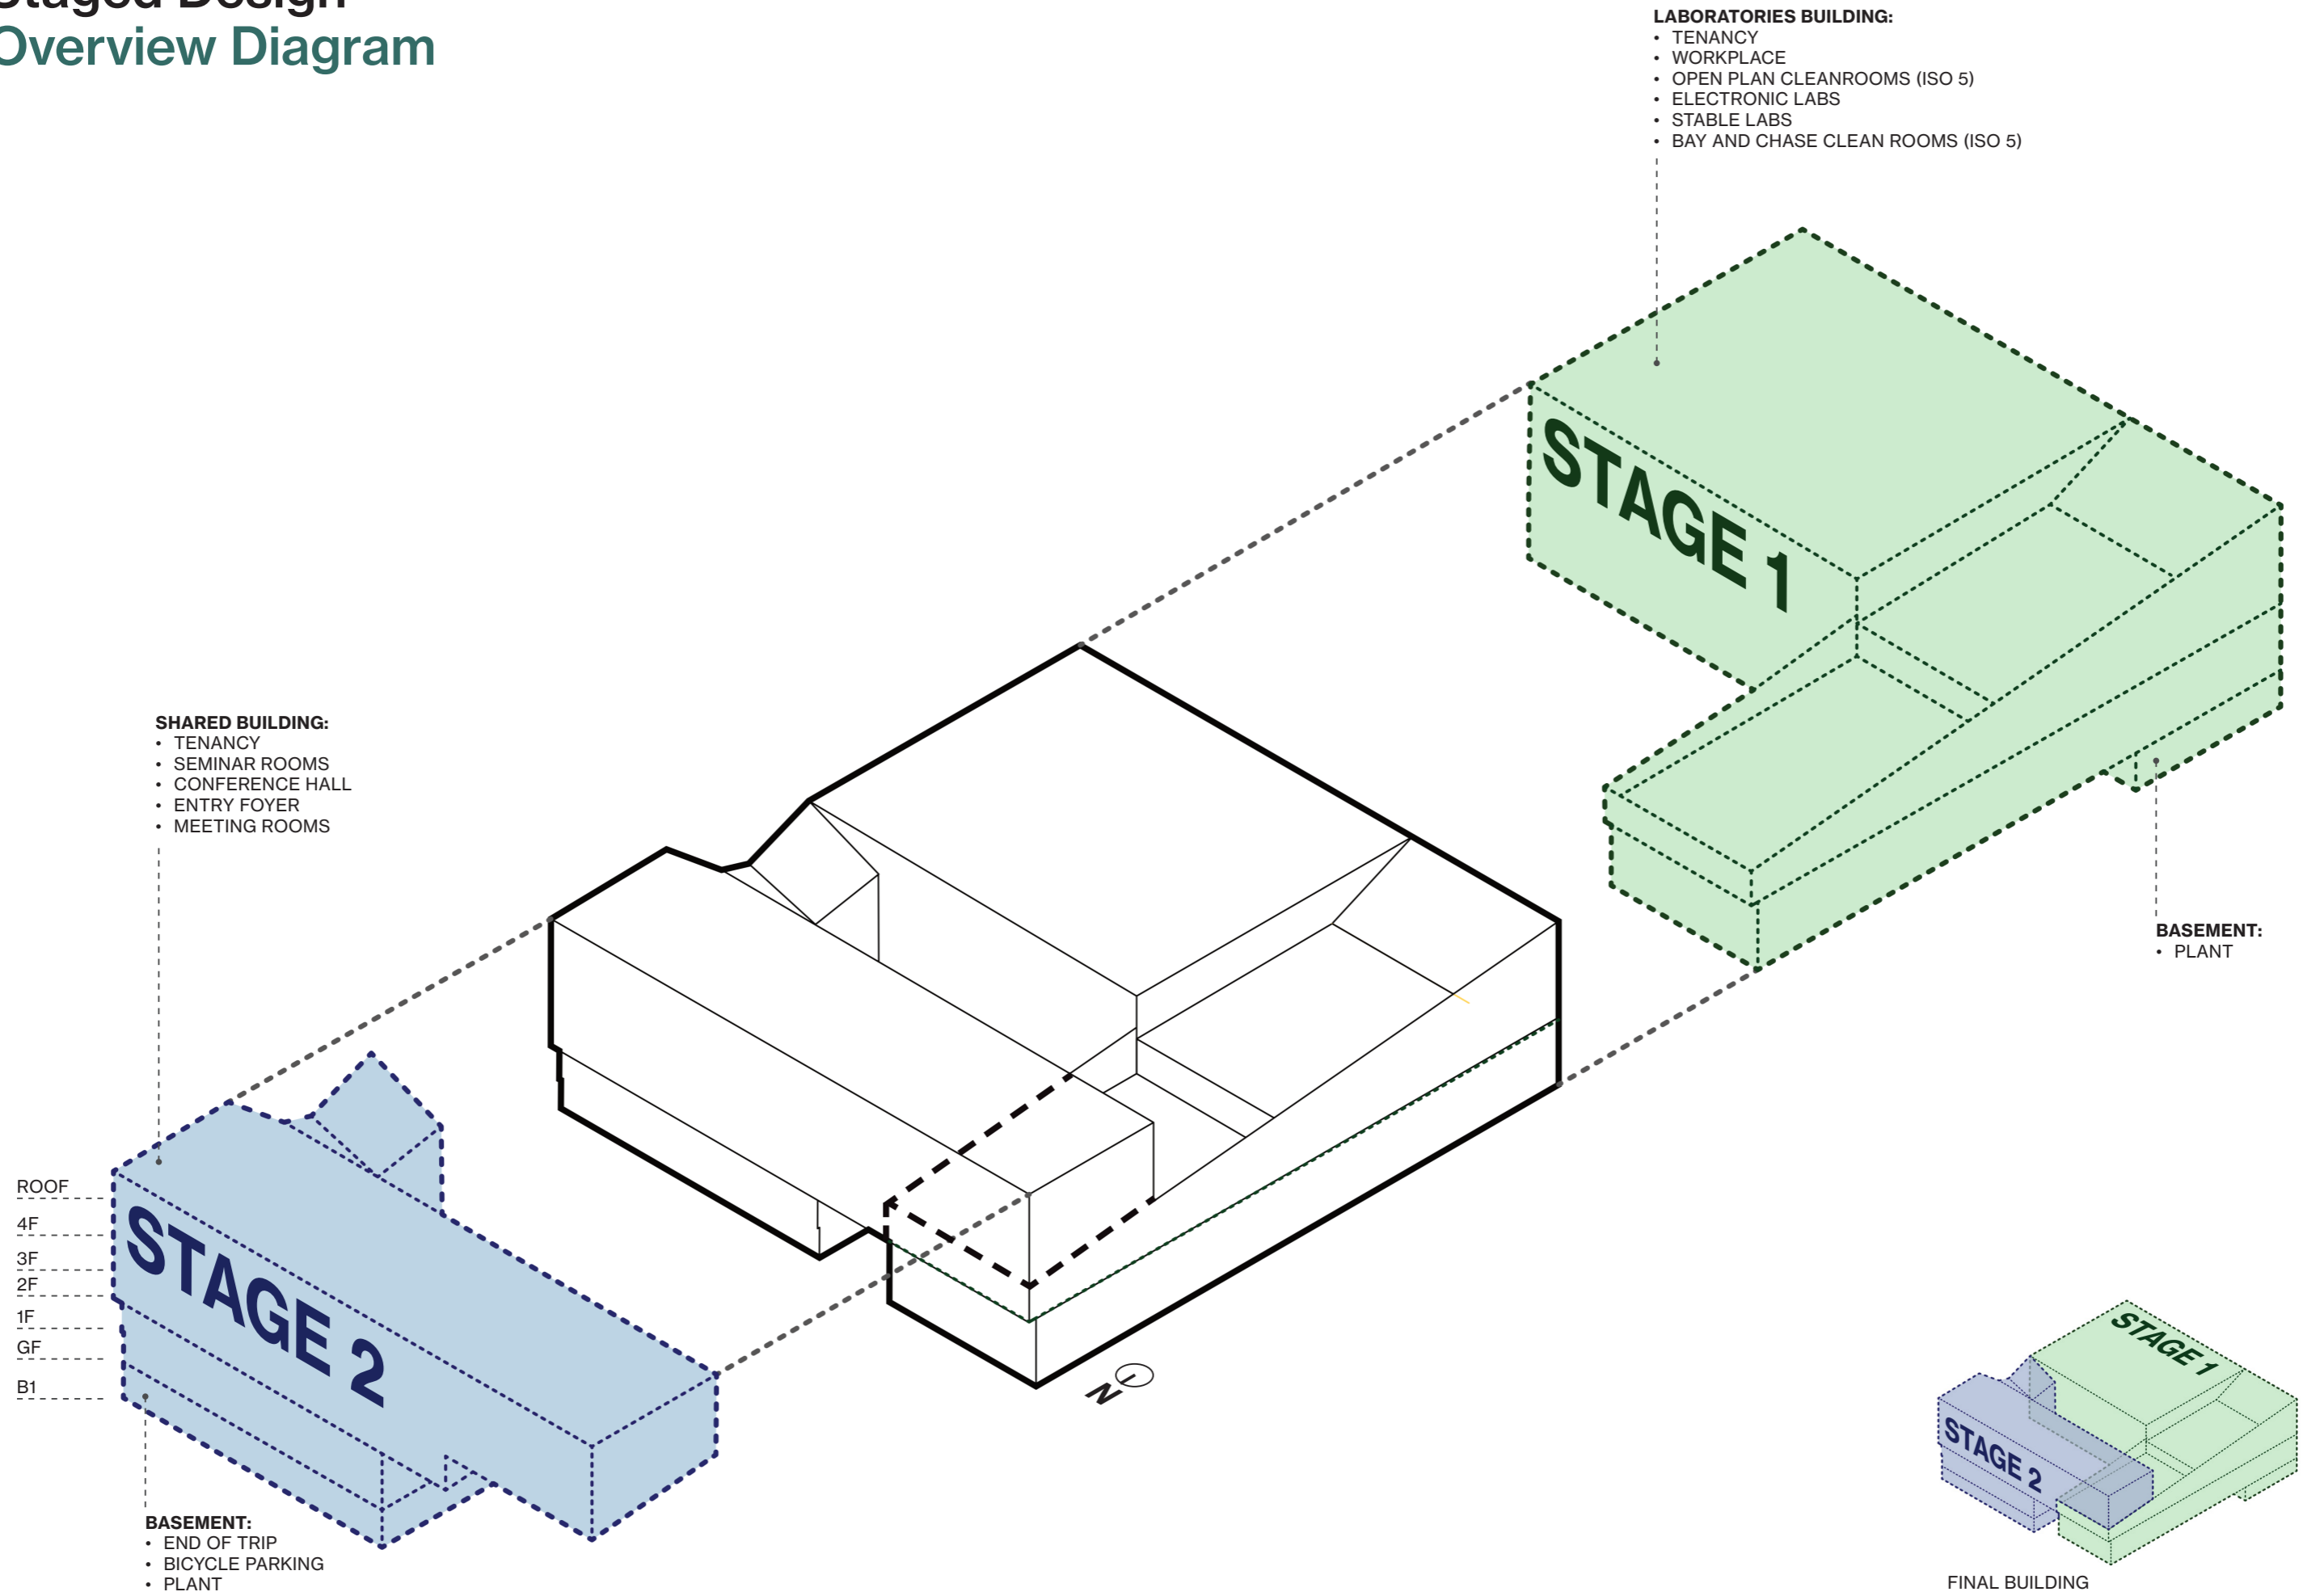 Staged Design
Overview Diagram
LABORATORIES BUILDING:
• TENANCY
• WORKPLACE
• OPEN PLAN CLEANROOMS (ISO 5)
• ELECTRONIC LABS
• STABLE LABS
• BAY AND CHASE CLEAN ROOMS (ISO 5)
STAGE 1
BASEMENT:
• PLANT
SHARED BUILDING:
• TENANCY
• SEMINAR ROOMS
• CONFERENCE HALL
• ENTRY FOYER
• MEETING ROOMS
ROOF
4F
3F
2F
1F
GF
B1
STAGE 2
BASEMENT:
• END OF TRIP
• BICYCLE PARKING
• PLANT
N
STAGE 1
STAGE 2
FINAL BUILDING